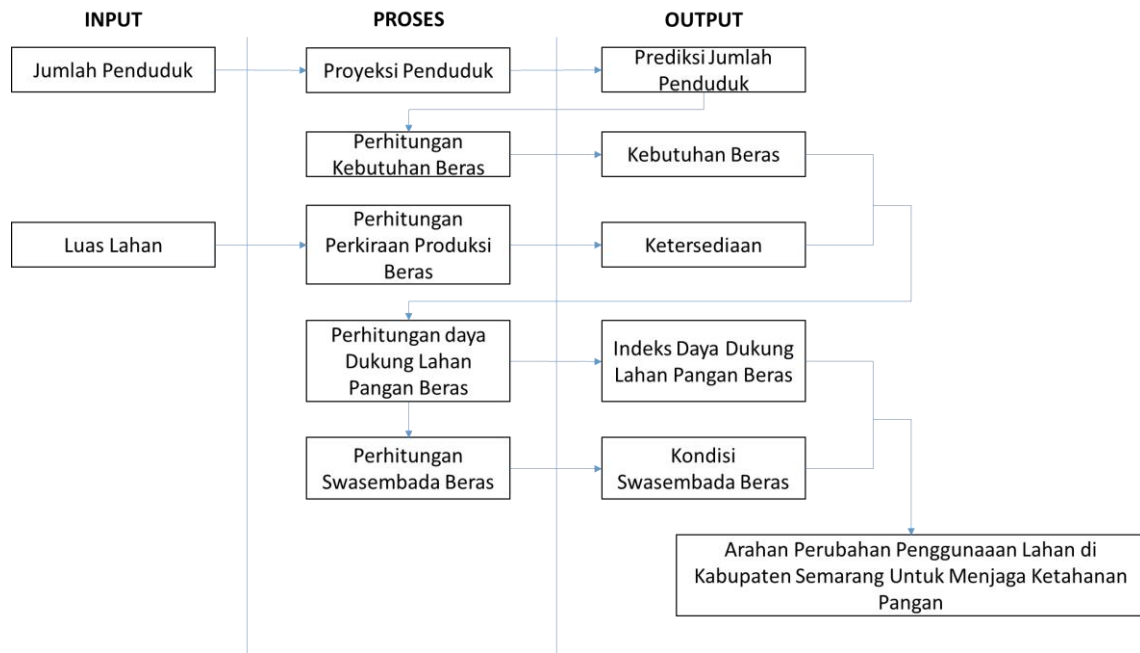 INPUT
PROSES
OUTPUT
Jumlah Penduduk
Proyeksi Penduduk
Prediksi Jumlah
Penduduk
Perhitungan
Kebutuhan Beras
Kebutuhan Beras
Luas Lahan
Perhitungan
Perkiraan Produksi
Beras
Ketersediaan
Perhitungan daya
Dukung Lahan
Pangan Beras
Indeks Daya Dukung
Lahan Pangan Beras
Perhitungan
Swasembada Beras
Kondisi
Swasembada Beras
Arahan Perubahan Penggunaaan Lahan di
Kabupaten Semarang Untuk Menjaga Ketahanan
Pangan